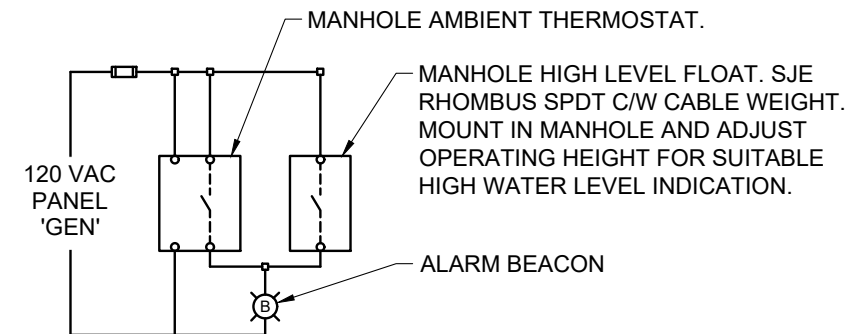 MANHOLE AMBIENT THERMOSTAT.
MANHOLE HIGH LEVEL FLOAT. SJE
RHOMBUS SPDT C/W CABLE WEIGHT.
MOUNT IN MANHOLE AND ADJUST
OPERATING HEIGHT FOR SUITABLE
HIGH WATER LEVEL INDICATION.
120 VAC
PANEL
'GEN'
ALARM BEACON
B